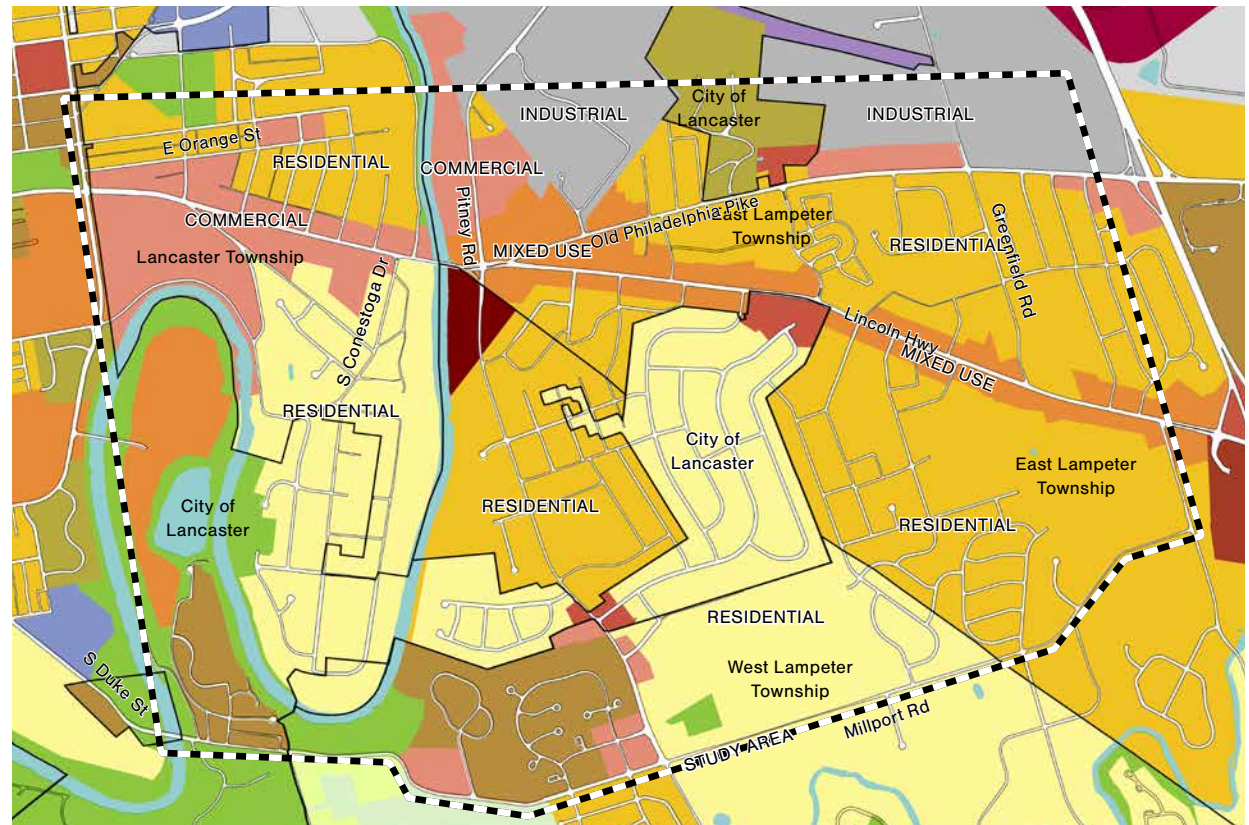 City of
Lancaster
INDUSTRIAL
INDUSTRIAL
E Orange St
RESIDENTIAL
COMMERCIAL
COMMERCIAL
Pitney Rd
Old Philadelphia Pike
East Lampeter
Township
MIXED USE
RESIDENTIAL
Greenfield Rd
Lancaster Township
S Conestoga Dr
Lincoln Hwy
MIXED USE
RESIDENTIAL
City of
Lancaster
East Lampeter
Township
City of
Lancaster
RESIDENTIAL
RESIDENTIAL
RESIDENTIAL
West Lampeter
Township
S Duke St
Millport Rd
STUDY AREA